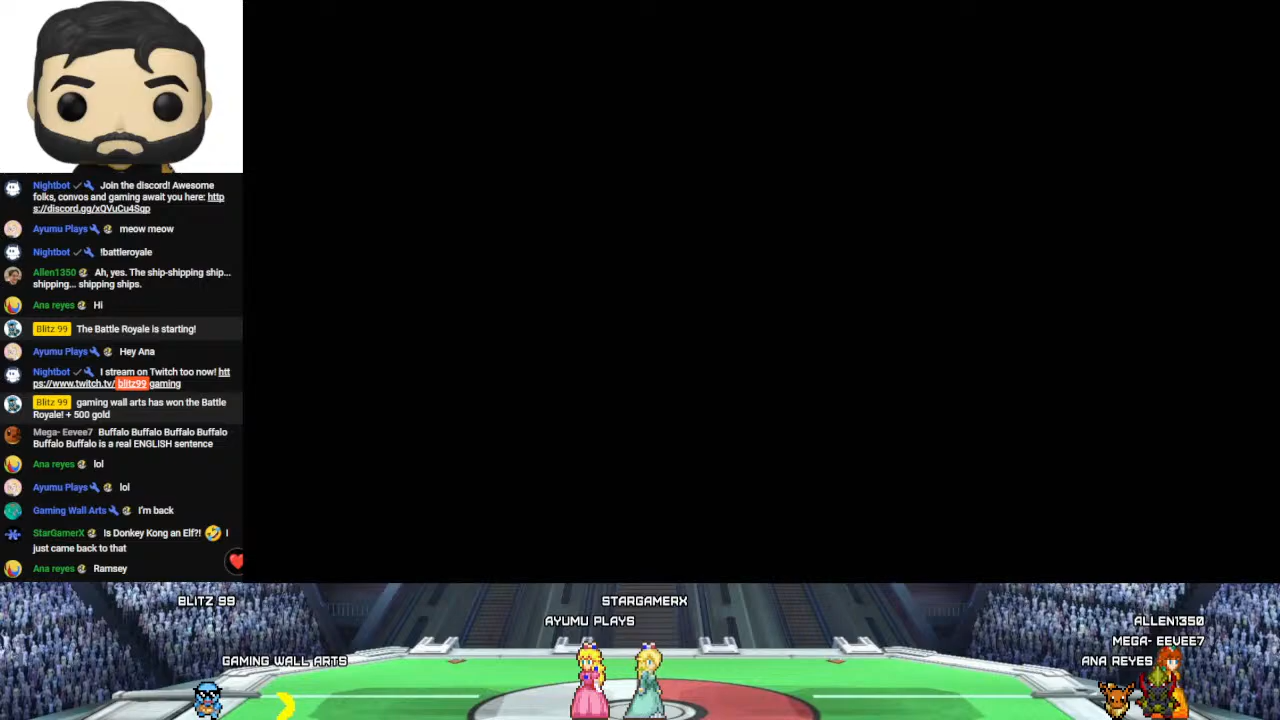 Nightbot Join the discord! Awesome
folks, convos and gaming await you here: http
s://discord.gg/xQVuCu4Sqp
Ayumu Plays meow meow
Nightbot !battleroyale
Allen1350 Ah, yes. The ship-shipping ship...
shipping... shipping ships.
Ana reyes Hi
Blitz 99 The Battle Royale is starting!
Ayumu Plays Hey Ana
Nightbot I stream on Twitch too now! htt
ps://www.twitch.tv/blitz99gaming
Blitz 99 gaming wall arts has won the Battle
Royale! + 500 gold
Mega- Eevee7 Buffalo Buffalo Buffalo Buffalo
Buffalo Buffalo is a real ENGLISH sentence
Ana reyes lol
Ayumu Plays lol
Gaming Wall Arts I'm back
StarGamerX Is Donkey Kong an Elf?! 🤣 I
just came back to that
Ana reyes Ramsey
BLITZ 99
STARGAMERX
AYUMU PLAYS
ALLEN1350
MEGA- EEVEE7
GAMING WALL ARTS
ANA REYES